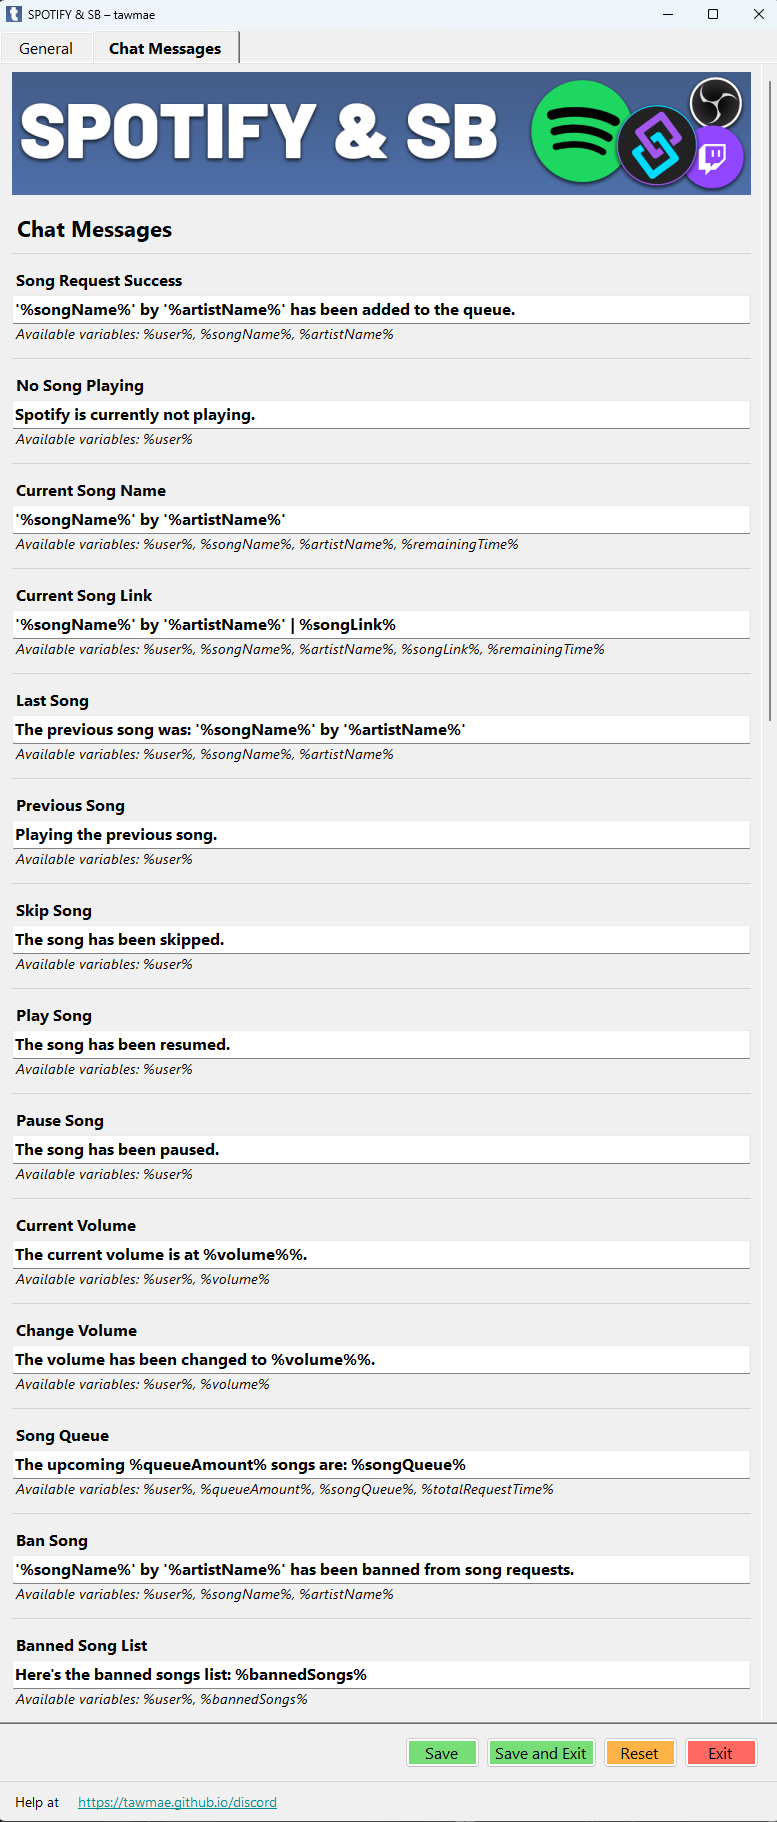 SPOTIFY & SB – tawmae
General
Chat Messages
SPOTIFY & SB
Chat Messages
Song Request Success
'%songName%' by '%artistName%' has been added to the queue.
Available variables: %user%, %songName%, %artistName%
No Song Playing
Spotify is currently not playing.
Available variables: %user%
Current Song Name
'%songName%' by '%artistName%'
Available variables: %user%, %songName%, %artistName%, %remainingTime%
Current Song Link
'%songName%' by '%artistName%' | %songLink%
Available variables: %user%, %songName%, %artistName%, %songLink%, %remainingTime%
Last Song
The previous song was: '%songName%' by '%artistName%'
Available variables: %user%, %songName%, %artistName%
Previous Song
Playing the previous song.
Available variables: %user%
Skip Song
The song has been skipped.
Available variables: %user%
Play Song
The song has been resumed.
Available variables: %user%
Pause Song
The song has been paused.
Available variables: %user%
Current Volume
The current volume is at %volume%%.
Available variables: %user%, %volume%
Change Volume
The volume has been changed to %volume%%.
Available variables: %user%, %volume%
Song Queue
The upcoming %queueAmount% songs are: %songQueue%
Available variables: %user%, %queueAmount%, %songQueue%, %totalRequestTime%
Ban Song
'%songName%' by '%artistName%' has been banned from song requests.
Available variables: %user%, %songName%, %artistName%
Banned Song List
Here's the banned songs list: %bannedSongs%
Available variables: %user%, %bannedSongs%
Save
Save and Exit
Reset
Exit
Help at https://tawmae.github.io/discord